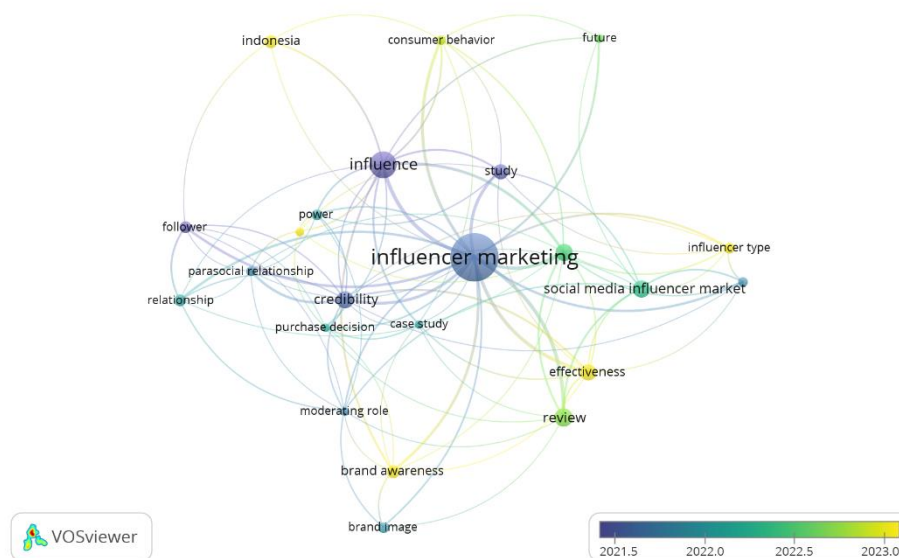 indonesia
consumer behavior
future
influence
study
power
follower
influencer marketing
influencer type
parasocial relationship
social media influencer market
relationship
credibility
purchase decision
case study
effectiveness
moderating role
review
brand awareness
brand image
VOSviewer
2021.5 2022.0 2022.5 2023.0